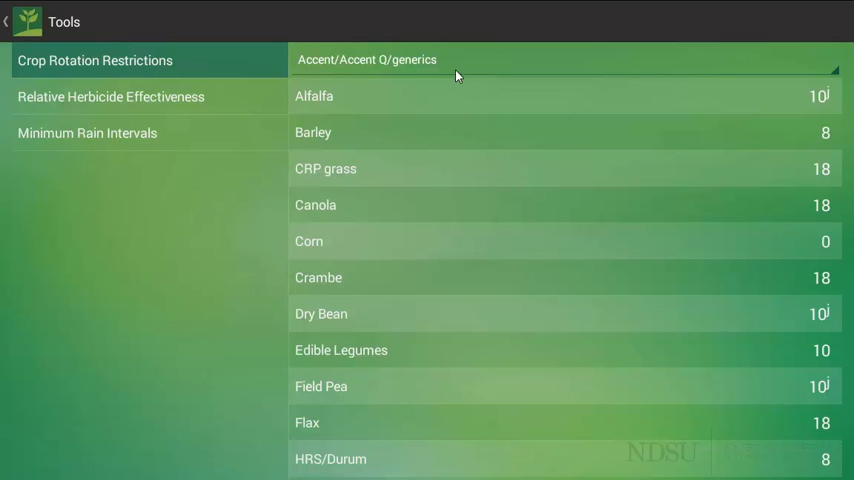 Tools
Crop Rotation Restrictions
Relative Herbicide Effectiveness
Minimum Rain Intervals
Accent/Accent Q/generics
Alfalfa 10j
Barley 8
CRP grass 18
Canola 18
Corn 0
Crambe 18
Dry Bean 10j
Edible Legumes 10
Field Pea 10j
Flax 18
HRS/Durum 8
NDSU